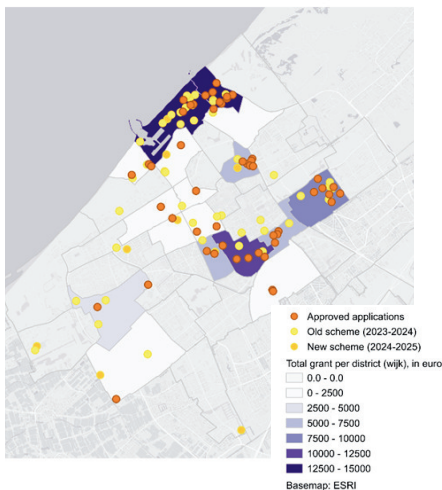 Approved applications
Old scheme (2023-2024)
New scheme (2024-2025)
Total grant per district (wijk), in euro
0.0 - 0.0
0 - 2500
2500 - 5000
5000 - 7500
7500 - 10000
10000 - 12500
12500 - 15000
Basemap: ESRI